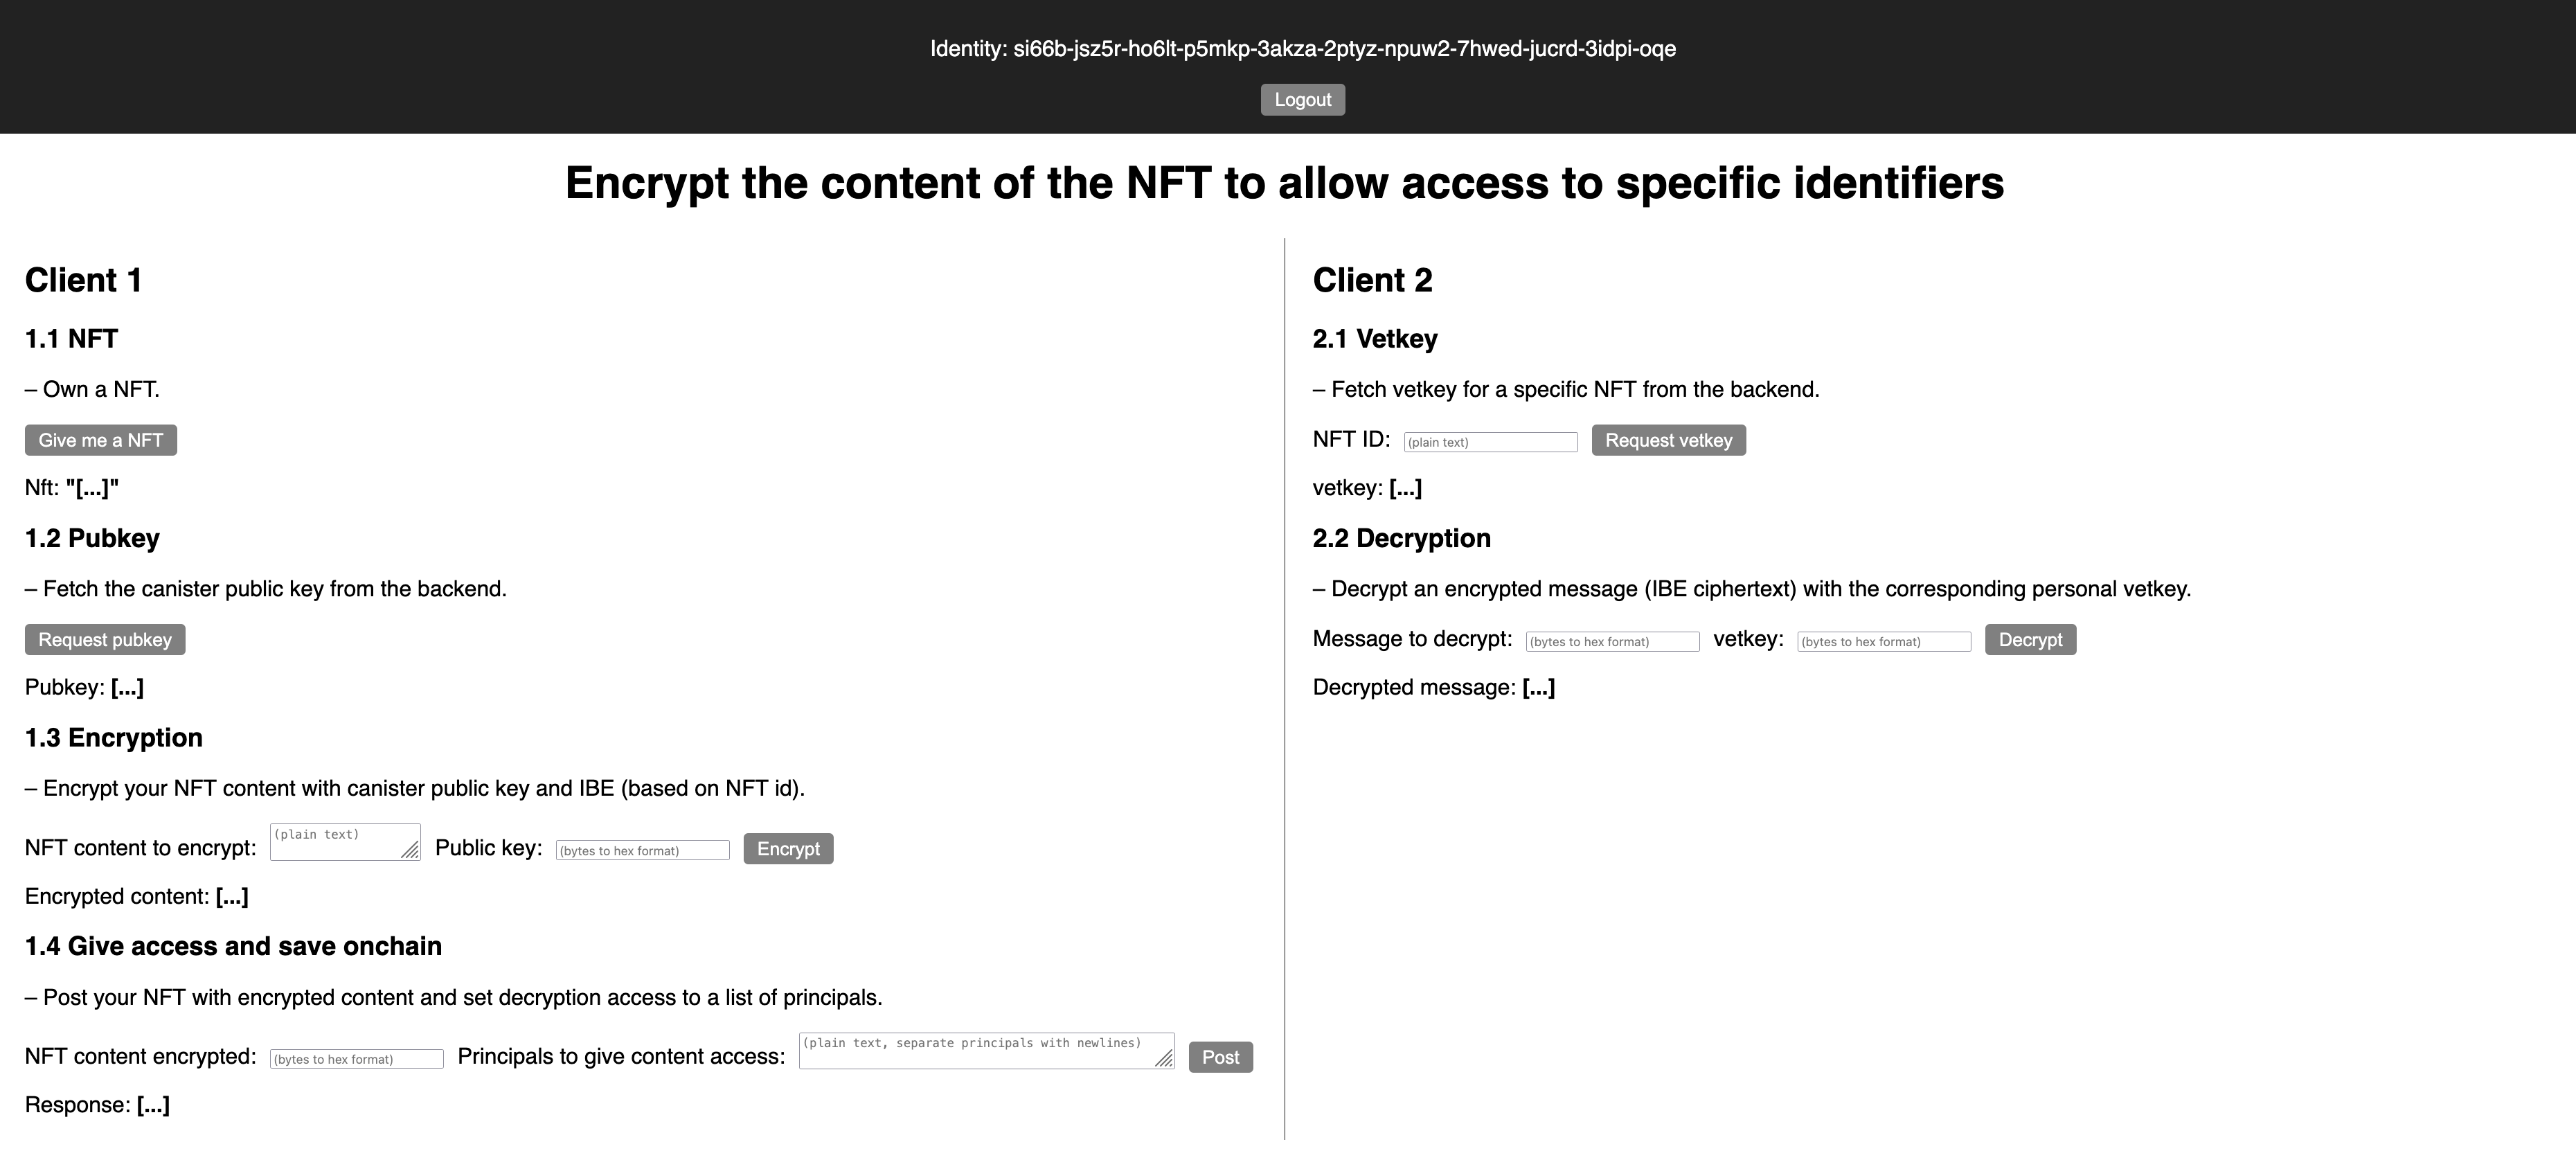 Identity: si66b-jsz5r-ho6lt-p5mkp-3akza-2ptyz-npuw2-7hwed-jucrd-3idpi-oqe
Logout
Encrypt the content of the NFT to allow access to specific identifiers
Client 1
1.1 NFT
– Own a NFT.
Give me a NFT
Nft: "[...]"
1.2 Pubkey
– Fetch the canister public key from the backend.
Request pubkey
Pubkey: [...]
1.3 Encryption
– Encrypt your NFT content with canister public key and IBE (based on NFT id).
NFT content to encrypt: (plain text) Public key: (bytes to hex format) Encrypt
Encrypted content: [...]
1.4 Give access and save onchain
– Post your NFT with encrypted content and set decryption access to a list of principals.
NFT content encrypted: (bytes to hex format) Principals to give content access: (plain text, separate principals with newlines) Post
Response: [...]
Client 2
2.1 Vetkey
– Fetch vetkey for a specific NFT from the backend.
NFT ID: (plain text) Request vetkey
vetkey: [...]
2.2 Decryption
– Decrypt an encrypted message (IBE ciphertext) with the corresponding personal vetkey.
Message to decrypt: (bytes to hex format) vetkey: (bytes to hex format) Decrypt
Decrypted message: [...]